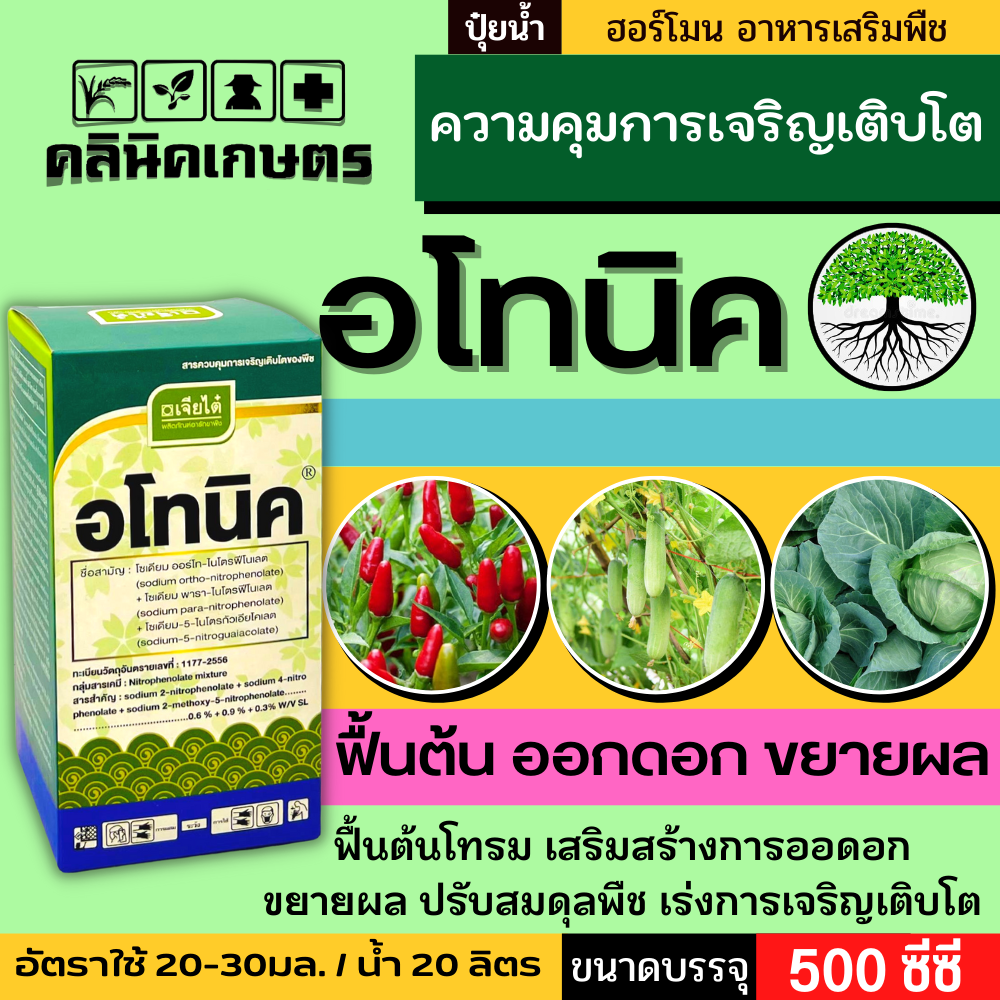 ปุ๋ยน้ำ
ฮอร์โมน อาหารเสริมพืช
คลินิคเกษตร
ความคุมการเจริญเติบโต
อโทนิค
สารควบคุมการเจริญเติบโตของพืช
เจียไต๋
ผลิตภัณฑ์อารักขาพืช
อโทนิค®
ชื่อสามัญ : โซเดียม ออร์โท-ไนโตรฟีโนเลต
(sodium ortho-nitrophenolate)
+ โซเดียม พารา-ไนโตรฟีโนเลต
(sodium para-nitrophenolate)
+ โซเดียม-5-ไนโตรกัวเอียโคเลต
(sodium-5-nitroguaiacolate)
ทะเบียนวัตถุอันตรายเลขที่ : 1177-2556
กลุ่มสารเคมี : Nitrophenolate mixture
สารสำคัญ : sodium 2-nitrophenolate + sodium 4-nitro
phenolate + sodium 2-methoxy-5-nitrophenolate........
................................0.6 % + 0.9 % + 0.3% W/V SL
ฟื้นต้น ออกดอก ขยายผล
ฟื้นต้นโทรม เสริมสร้างการออดอก
ขยายผล ปรับสมดุลพืช เร่งการเจริญเติบโต
อัตราใช้ 20-30มล. / น้ำ 20 ลิตร
ขนาดบรรจุ
500 ซีซี